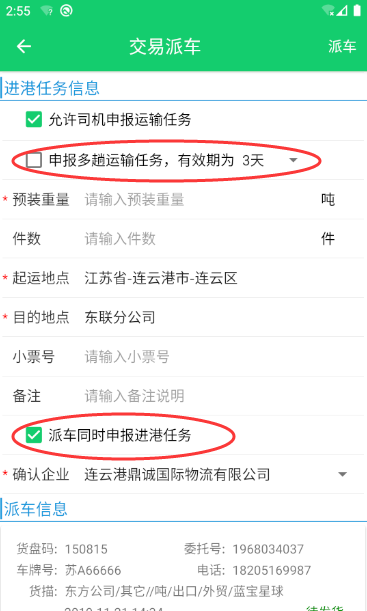 2:55
交易派车 派车
进港任务信息
允许司机申报运输任务
申报多趟运输任务，有效期为 3天
* 预装重量 请输入预装重量 吨
件数 请输入件数 件
* 起运地点 江苏省-连云港市-连云区
* 目的地点 东联分公司
小票号 请输入小票号
备注 请输入备注说明
派车同时申报进港任务
* 确认企业 连云港鼎诚国际物流有限公司
派车信息
货盘码: 150815 委托号: 1968034037
车牌号: 苏A66666 电话: 18205169987
货描: 东方公司/其它//吨/出口/外贸/蓝宝星球